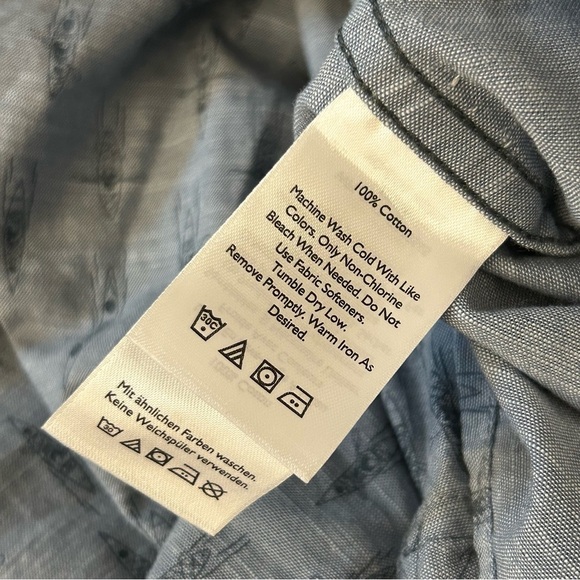 100% Cotton
Machine Wash Cold With Like
Colors. Only Non-Chlorine
Bleach When Needed. Do Not
Use Fabric Softeners.
Tumble Dry Low.
Remove Promptly. Warm Iron As
Desired.
30C
Mit ähnlichen Farben waschen.
Keine Weichspüler verwenden.